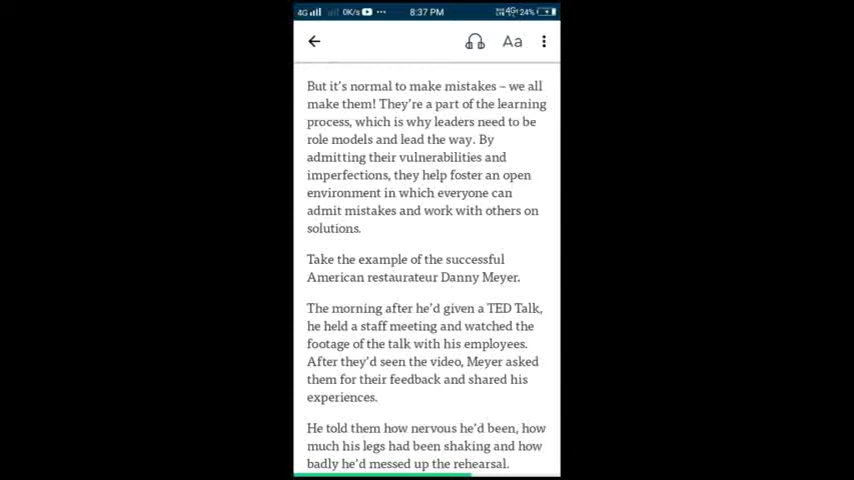 4G 0K/s ••• 8:37 PM 4G+ 24%
Aa
But it's normal to make mistakes – we all
make them! They're a part of the learning
process, which is why leaders need to be
role models and lead the way. By
admitting their vulnerabilities and
imperfections, they help foster an open
environment in which everyone can
admit mistakes and work with others on
solutions.
Take the example of the successful
American restaurateur Danny Meyer.
The morning after he'd given a TED Talk,
he held a staff meeting and watched the
footage of the talk with his employees.
After they'd seen the video, Meyer asked
them for their feedback and shared his
experiences.
He told them how nervous he'd been, how
much his legs had been shaking and how
badly he'd messed up the rehearsal.